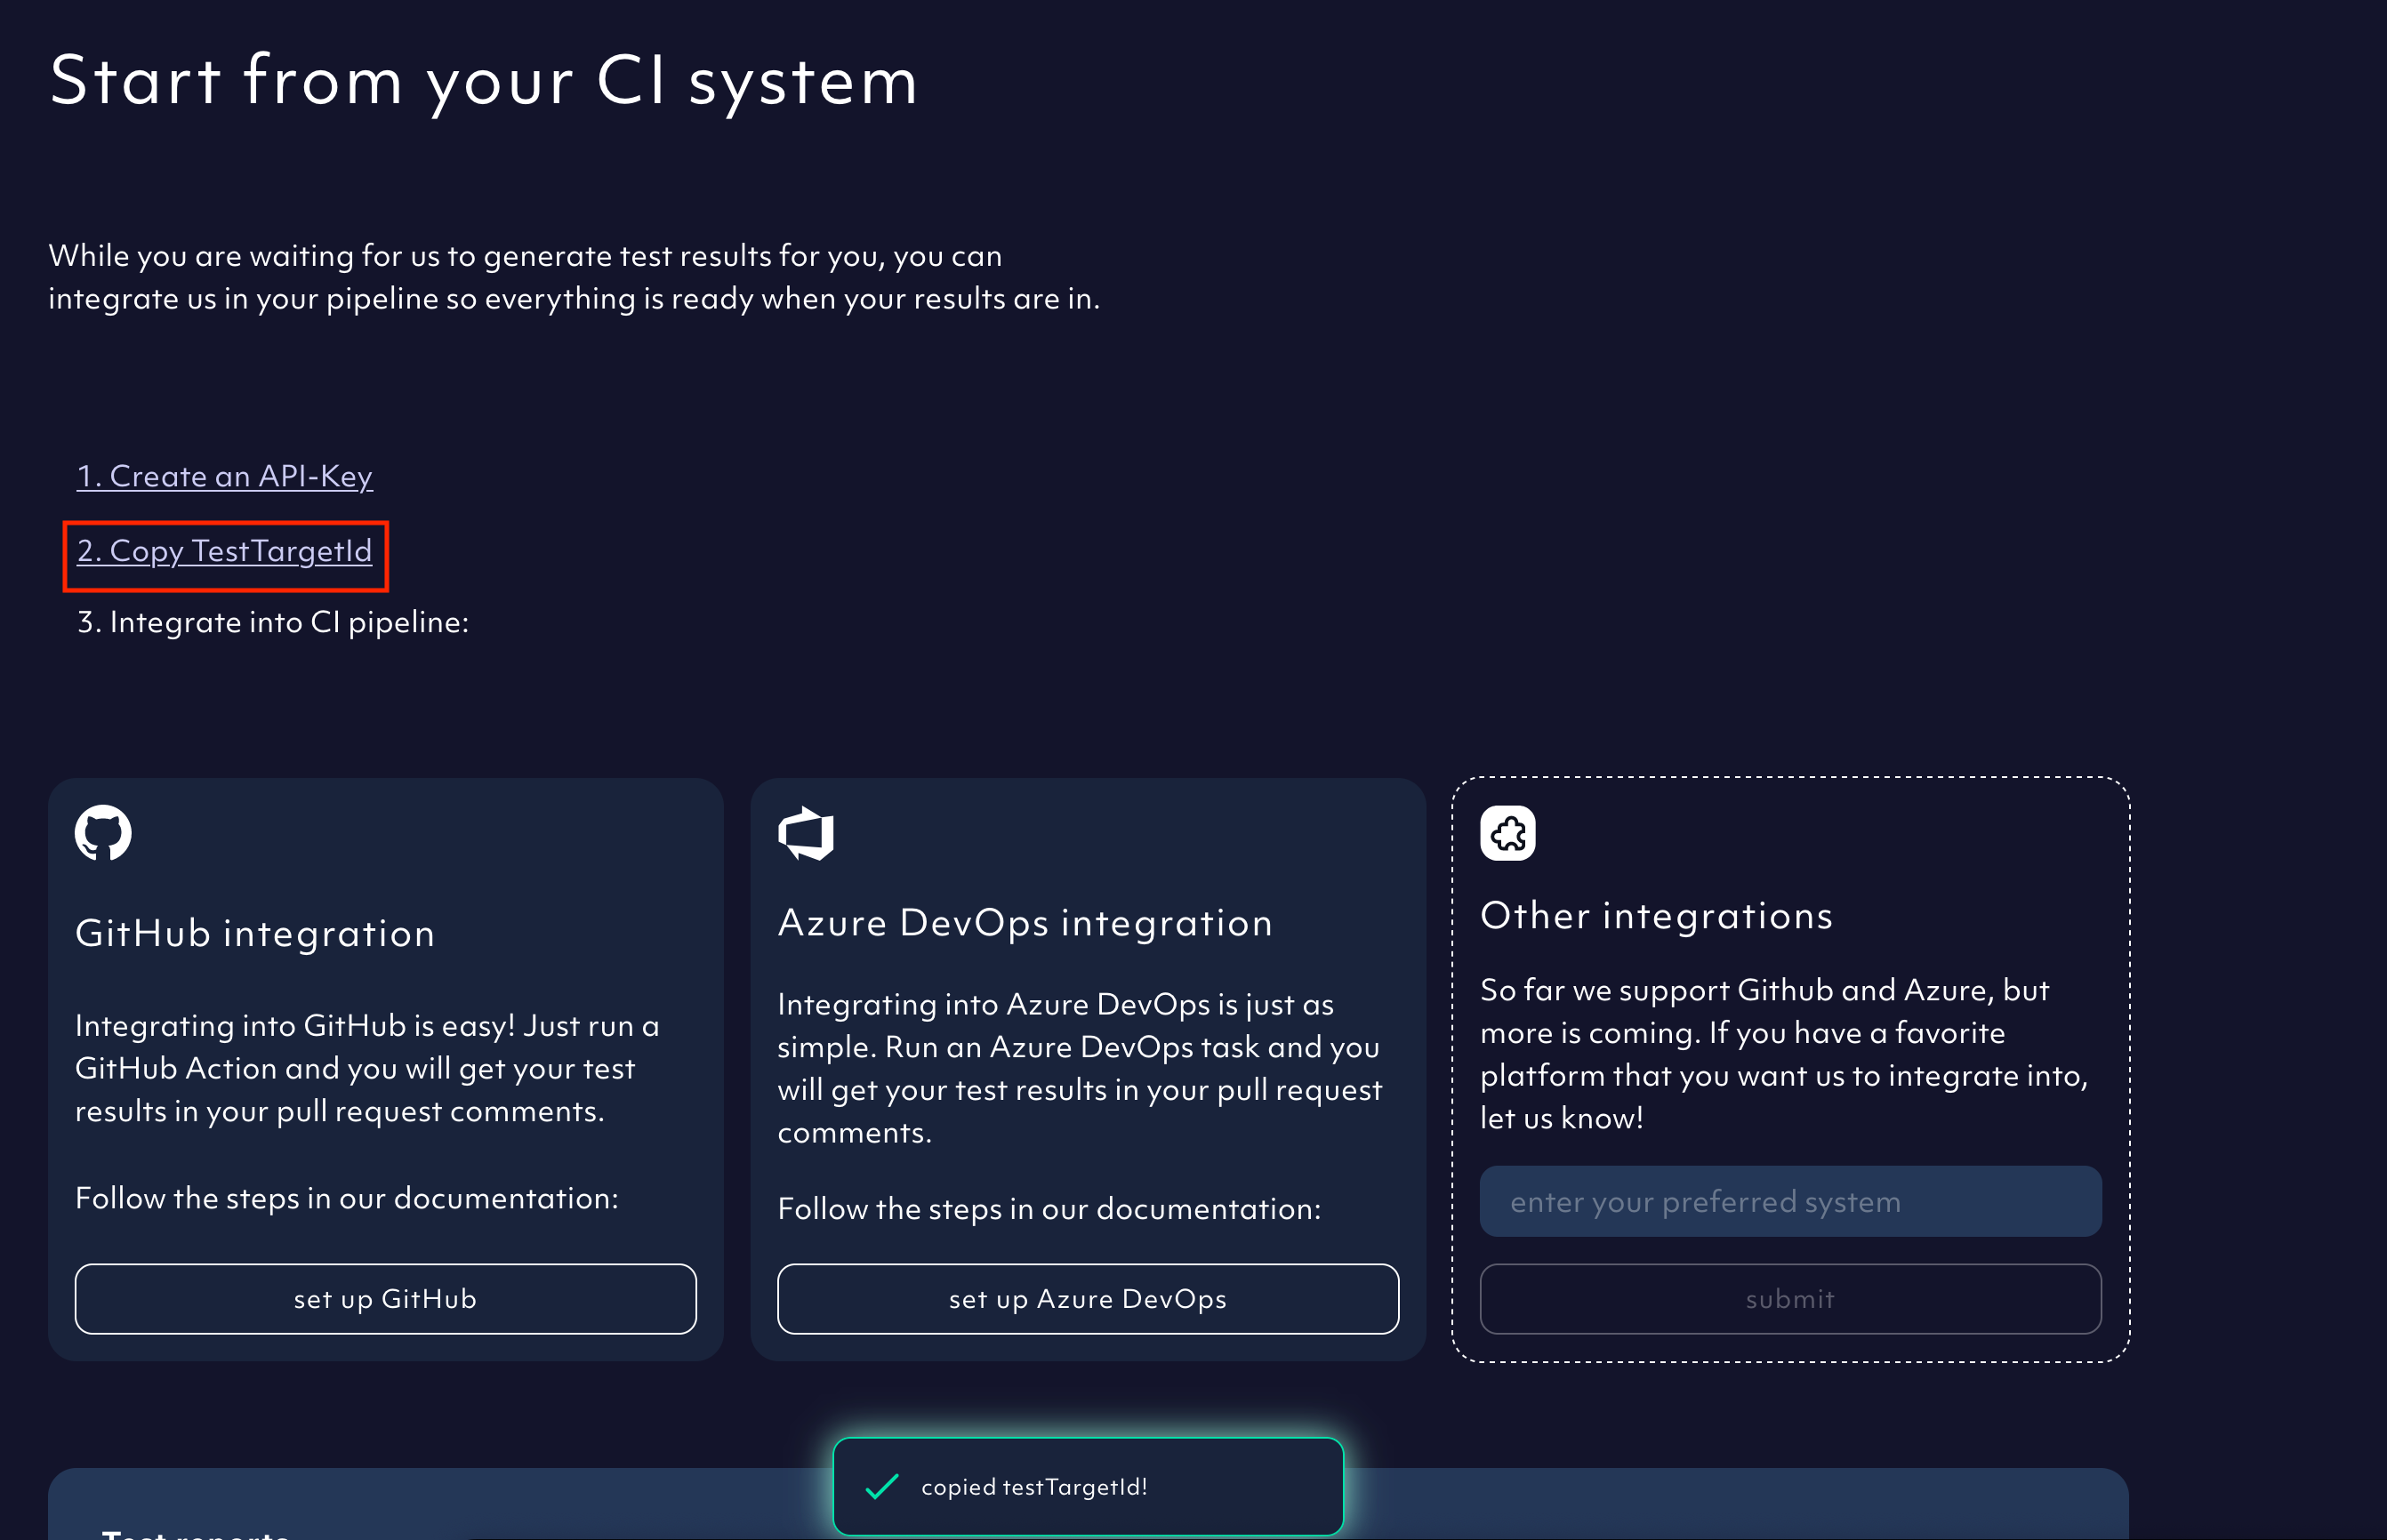 Start from your CI system
While you are waiting for us to generate test results for you, you can
integrate us in your pipeline so everything is ready when your results are in.
1. Create an API-Key
2. Copy TestTargetId
3. Integrate into CI pipeline:
GitHub integration
Integrating into GitHub is easy! Just run a
GitHub Action and you will get your test
results in your pull request comments.
Follow the steps in our documentation:
set up GitHub
Azure DevOps integration
Integrating into Azure DevOps is just as
simple. Run an Azure DevOps task and you
will get your test results in your pull request
comments.
Follow the steps in our documentation:
set up Azure DevOps
Other integrations
So far we support Github and Azure, but
more is coming. If you have a favorite
platform that you want us to integrate into,
let us know!
enter your preferred system
submit
copied testTargetId!
Test reports